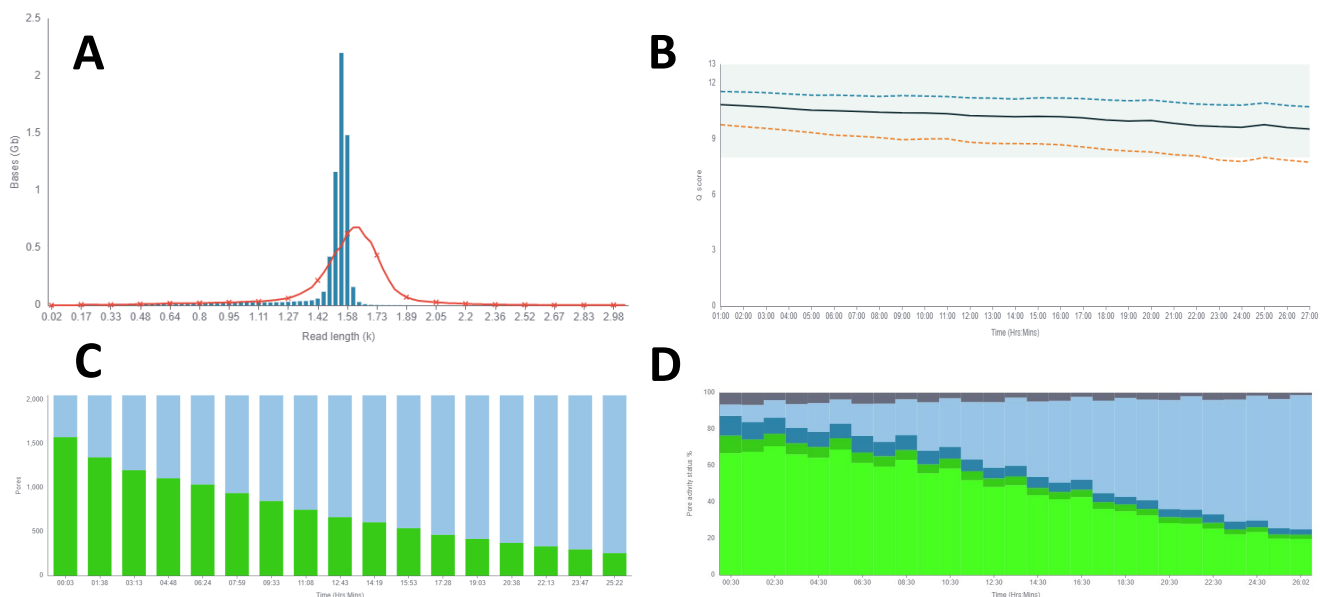 A
2.5
2
1.5
1
0.5
0
Bases (Gb)
0.02 0.17 0.33 0.48 0.64 0.8 0.95 1.11 1.27 1.42 1.58 1.73 1.89 2.05 2.2 2.36 2.52 2.67 2.83 2.98
Read length (k)
B
13
12
9
6
3
0
Q score
01:00 02:00 03:00 04:00 05:00 06:00 07:00 08:00 09:00 10:00 11:00 12:00 13:00 14:00 15:00 16:00 17:00 18:00 19:00 20:00 21:00 22:00 23:00 24:00 25:00 26:00 27:00
Time (Hrs:Mins)
C
2,000
1,500
1,000
500
0
Pores
00:03 01:38 03:13 04:48 06:24 07:59 09:33 11:08 12:43 14:19 15:53 17:28 19:03 20:38 22:13 23:47 25:22
Time (Hrs:Mins)
D
100
80
60
40
20
0
Pore activity status %
00:30 02:30 04:30 06:30 08:30 10:30 12:30 14:30 16:30 18:30 20:30 22:30 24:30 26:02
Time (Hrs:Mins)